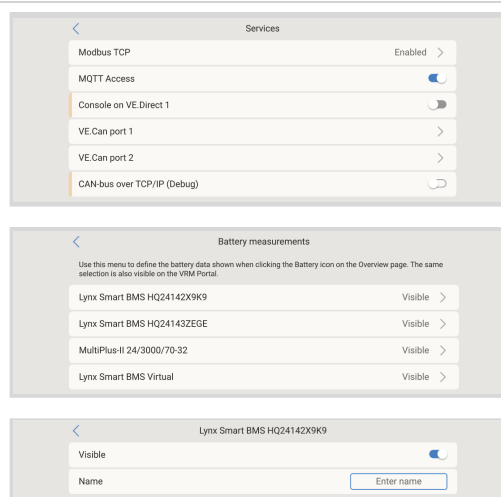 Services
Modbus TCP Enabled
MQTT Access
Console on VE.Direct 1
VE.Can port 1
VE.Can port 2
CAN-bus over TCP/IP (Debug)
Battery measurements
Use this menu to define the battery data shown when clicking the Battery icon on the Overview page. The same
selection is also visible on the VRM Portal.
Lynx Smart BMS HQ24142X9K9 Visible
Lynx Smart BMS HQ24143ZEGE Visible
MultiPlus-II 24/3000/70-32 Visible
Lynx Smart BMS Virtual Visible
Lynx Smart BMS HQ24142X9K9
Visible
Name Enter name